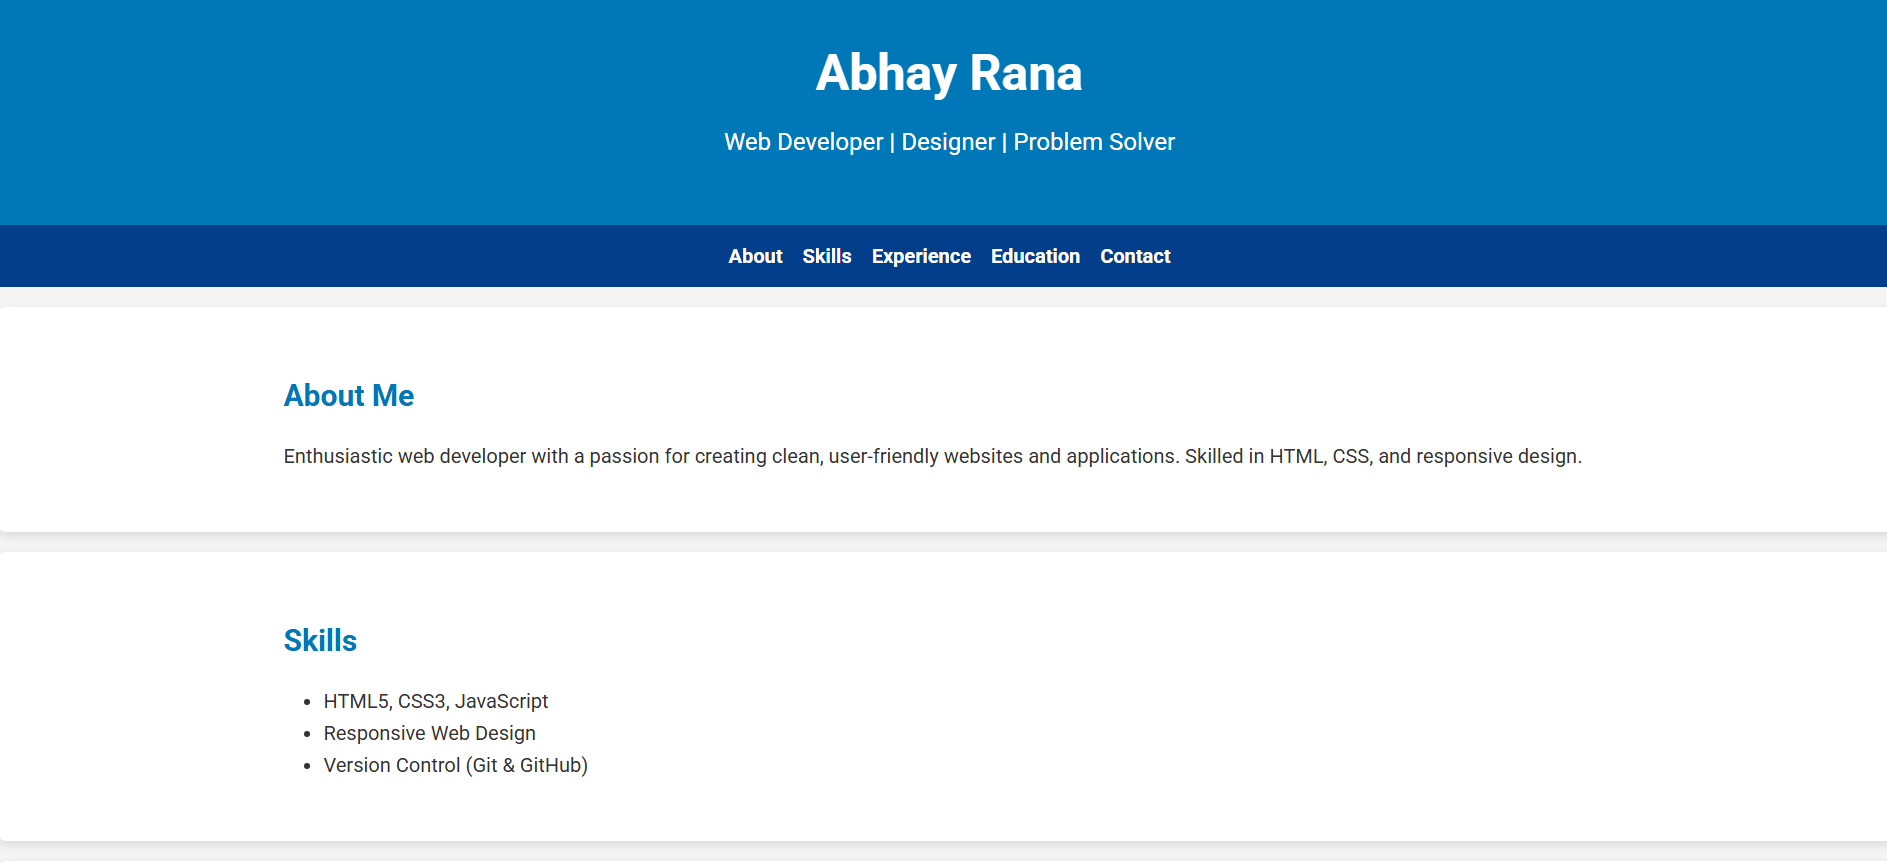 Abhay Rana
Web Developer | Designer | Problem Solver
About Skills Experience Education Contact
About Me
Enthusiastic web developer with a passion for creating clean, user-friendly websites and applications. Skilled in HTML, CSS, and responsive design.
Skills
• HTML5, CSS3, JavaScript
• Responsive Web Design
• Version Control (Git & GitHub)